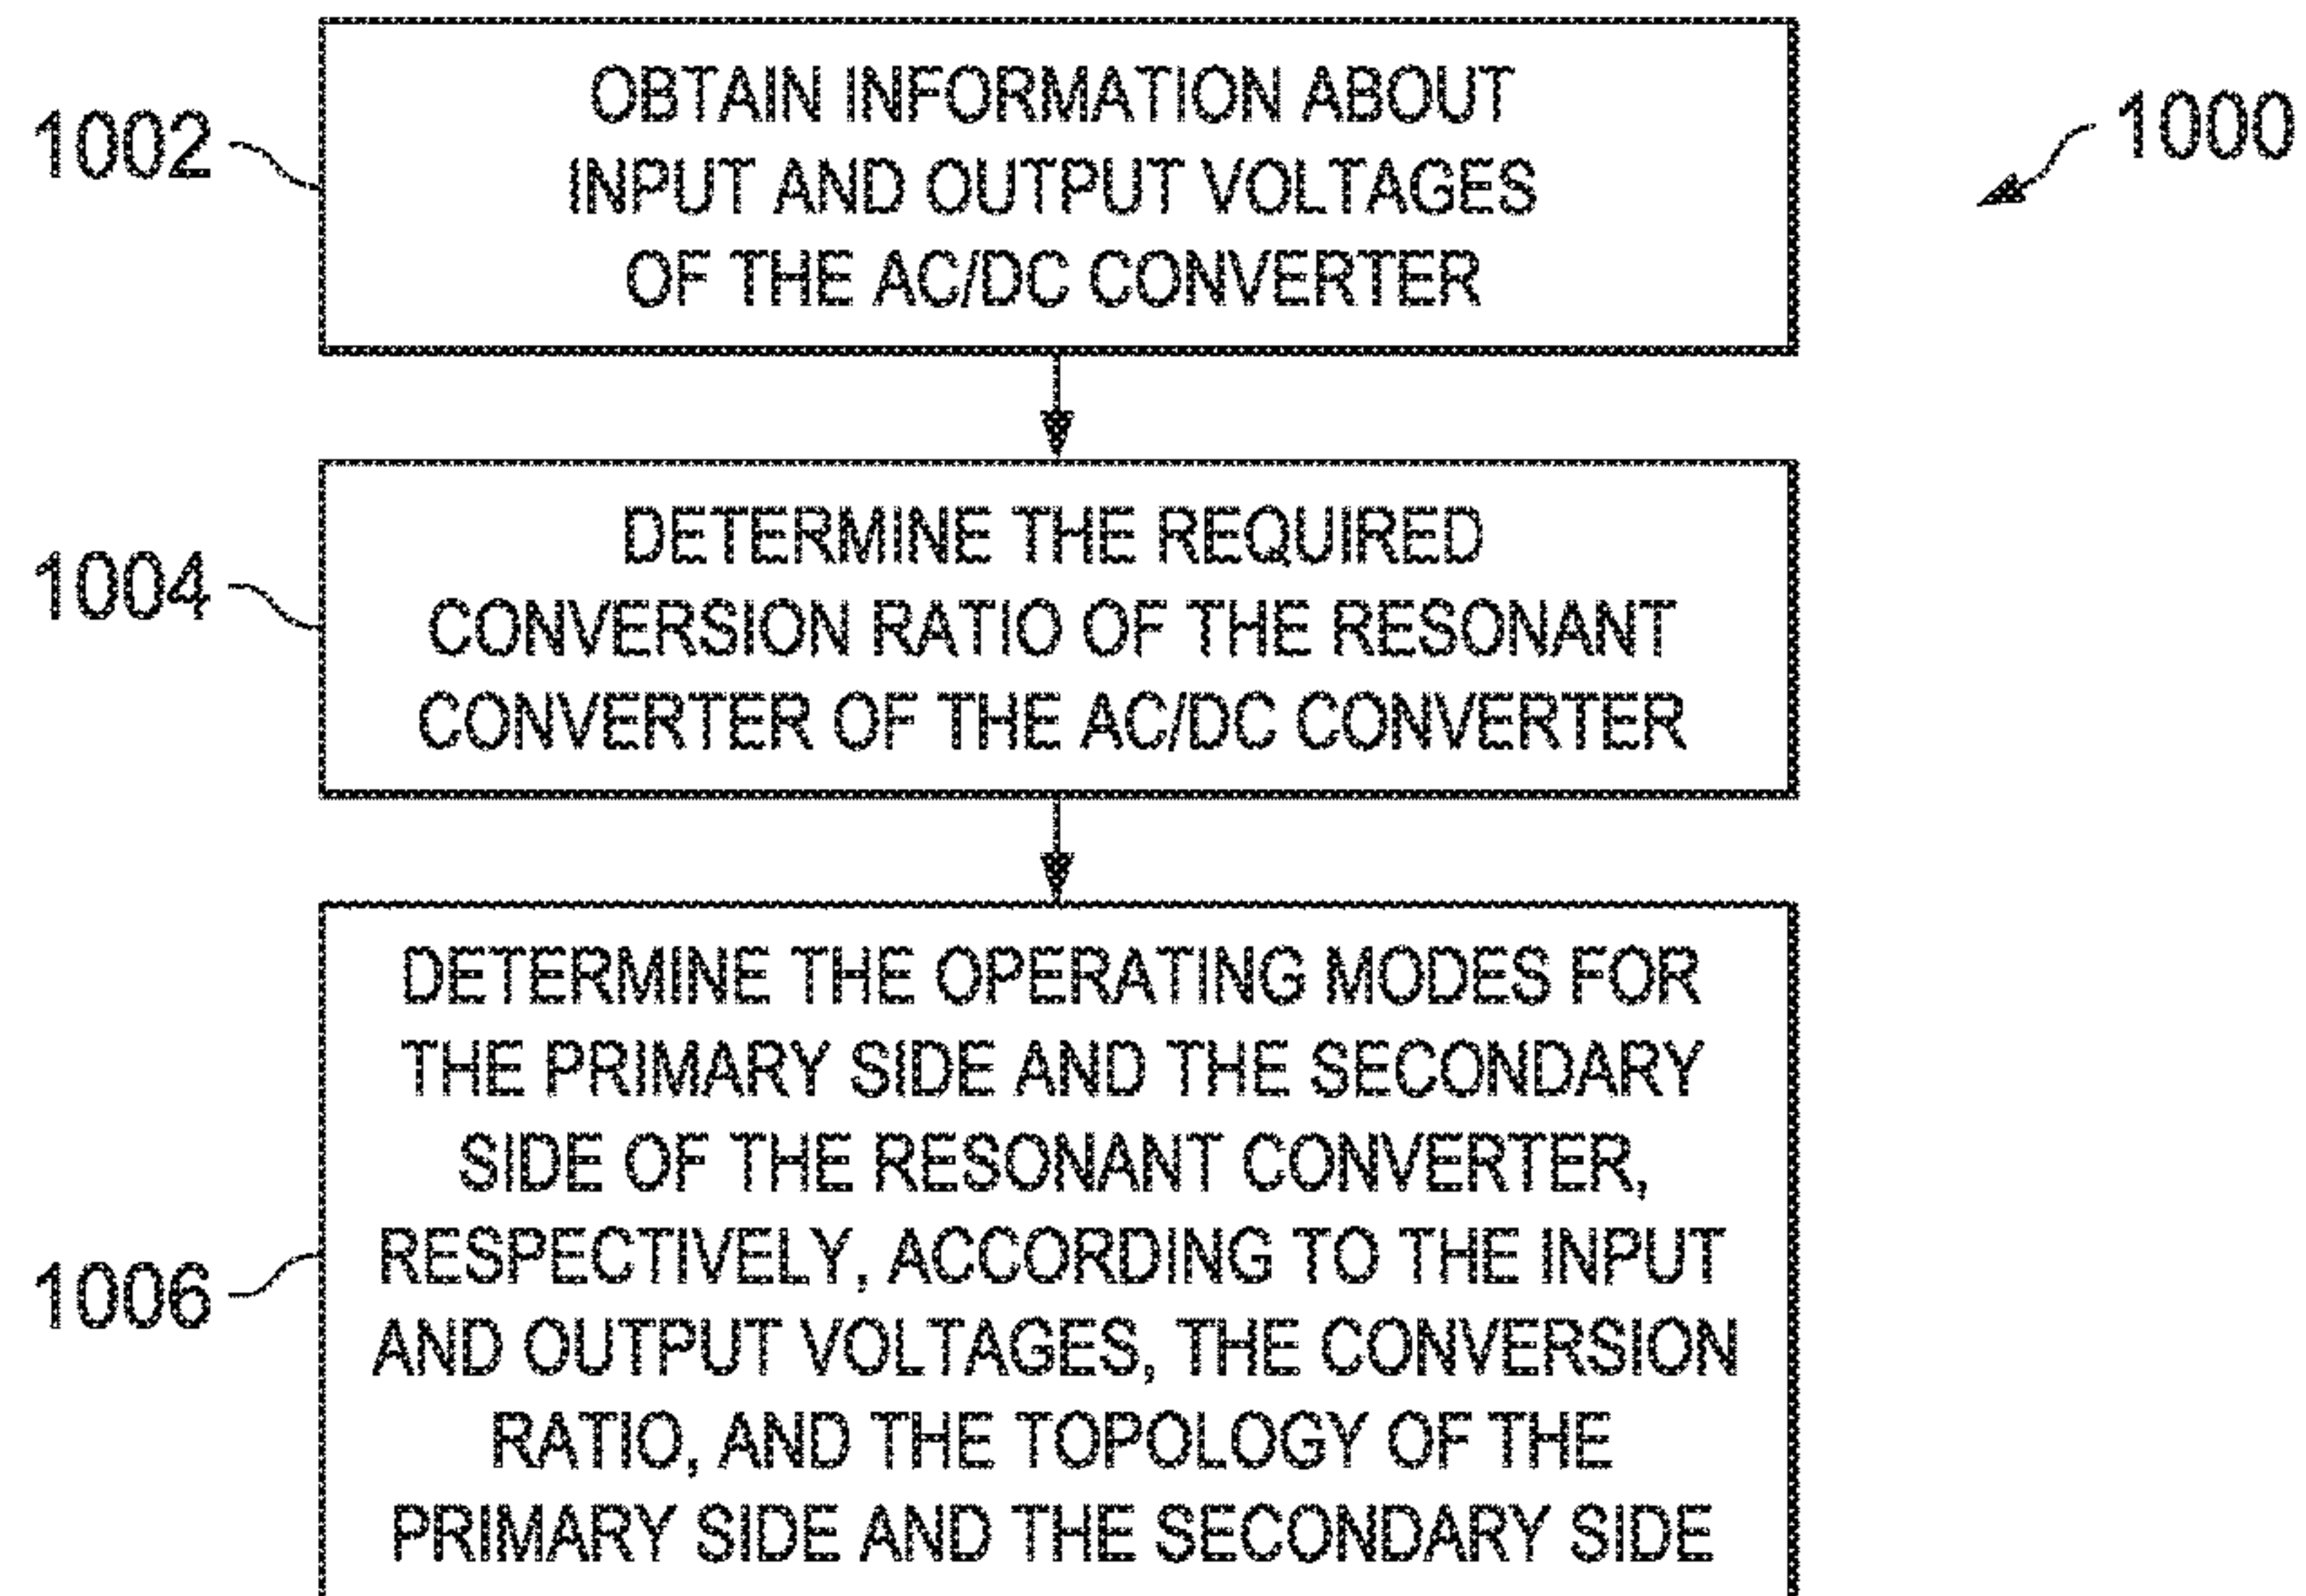 1000
1002
OBTAIN INFORMATION ABOUT
INPUT AND OUTPUT VOLTAGES
OF THE AC/DC CONVERTER
1004
DETERMINE THE REQUIRED
CONVERSION RATIO OF THE RESONANT
CONVERTER OF THE AC/DC CONVERTER
1006
DETERMINE THE OPERATING MODES FOR
THE PRIMARY SIDE AND THE SECONDARY
SIDE OF THE RESONANT CONVERTER,
RESPECTIVELY, ACCORDING TO THE INPUT
AND OUTPUT VOLTAGES, THE CONVERSION
RATIO, AND THE TOPOLOGY OF THE
PRIMARY SIDE AND THE SECONDARY SIDE